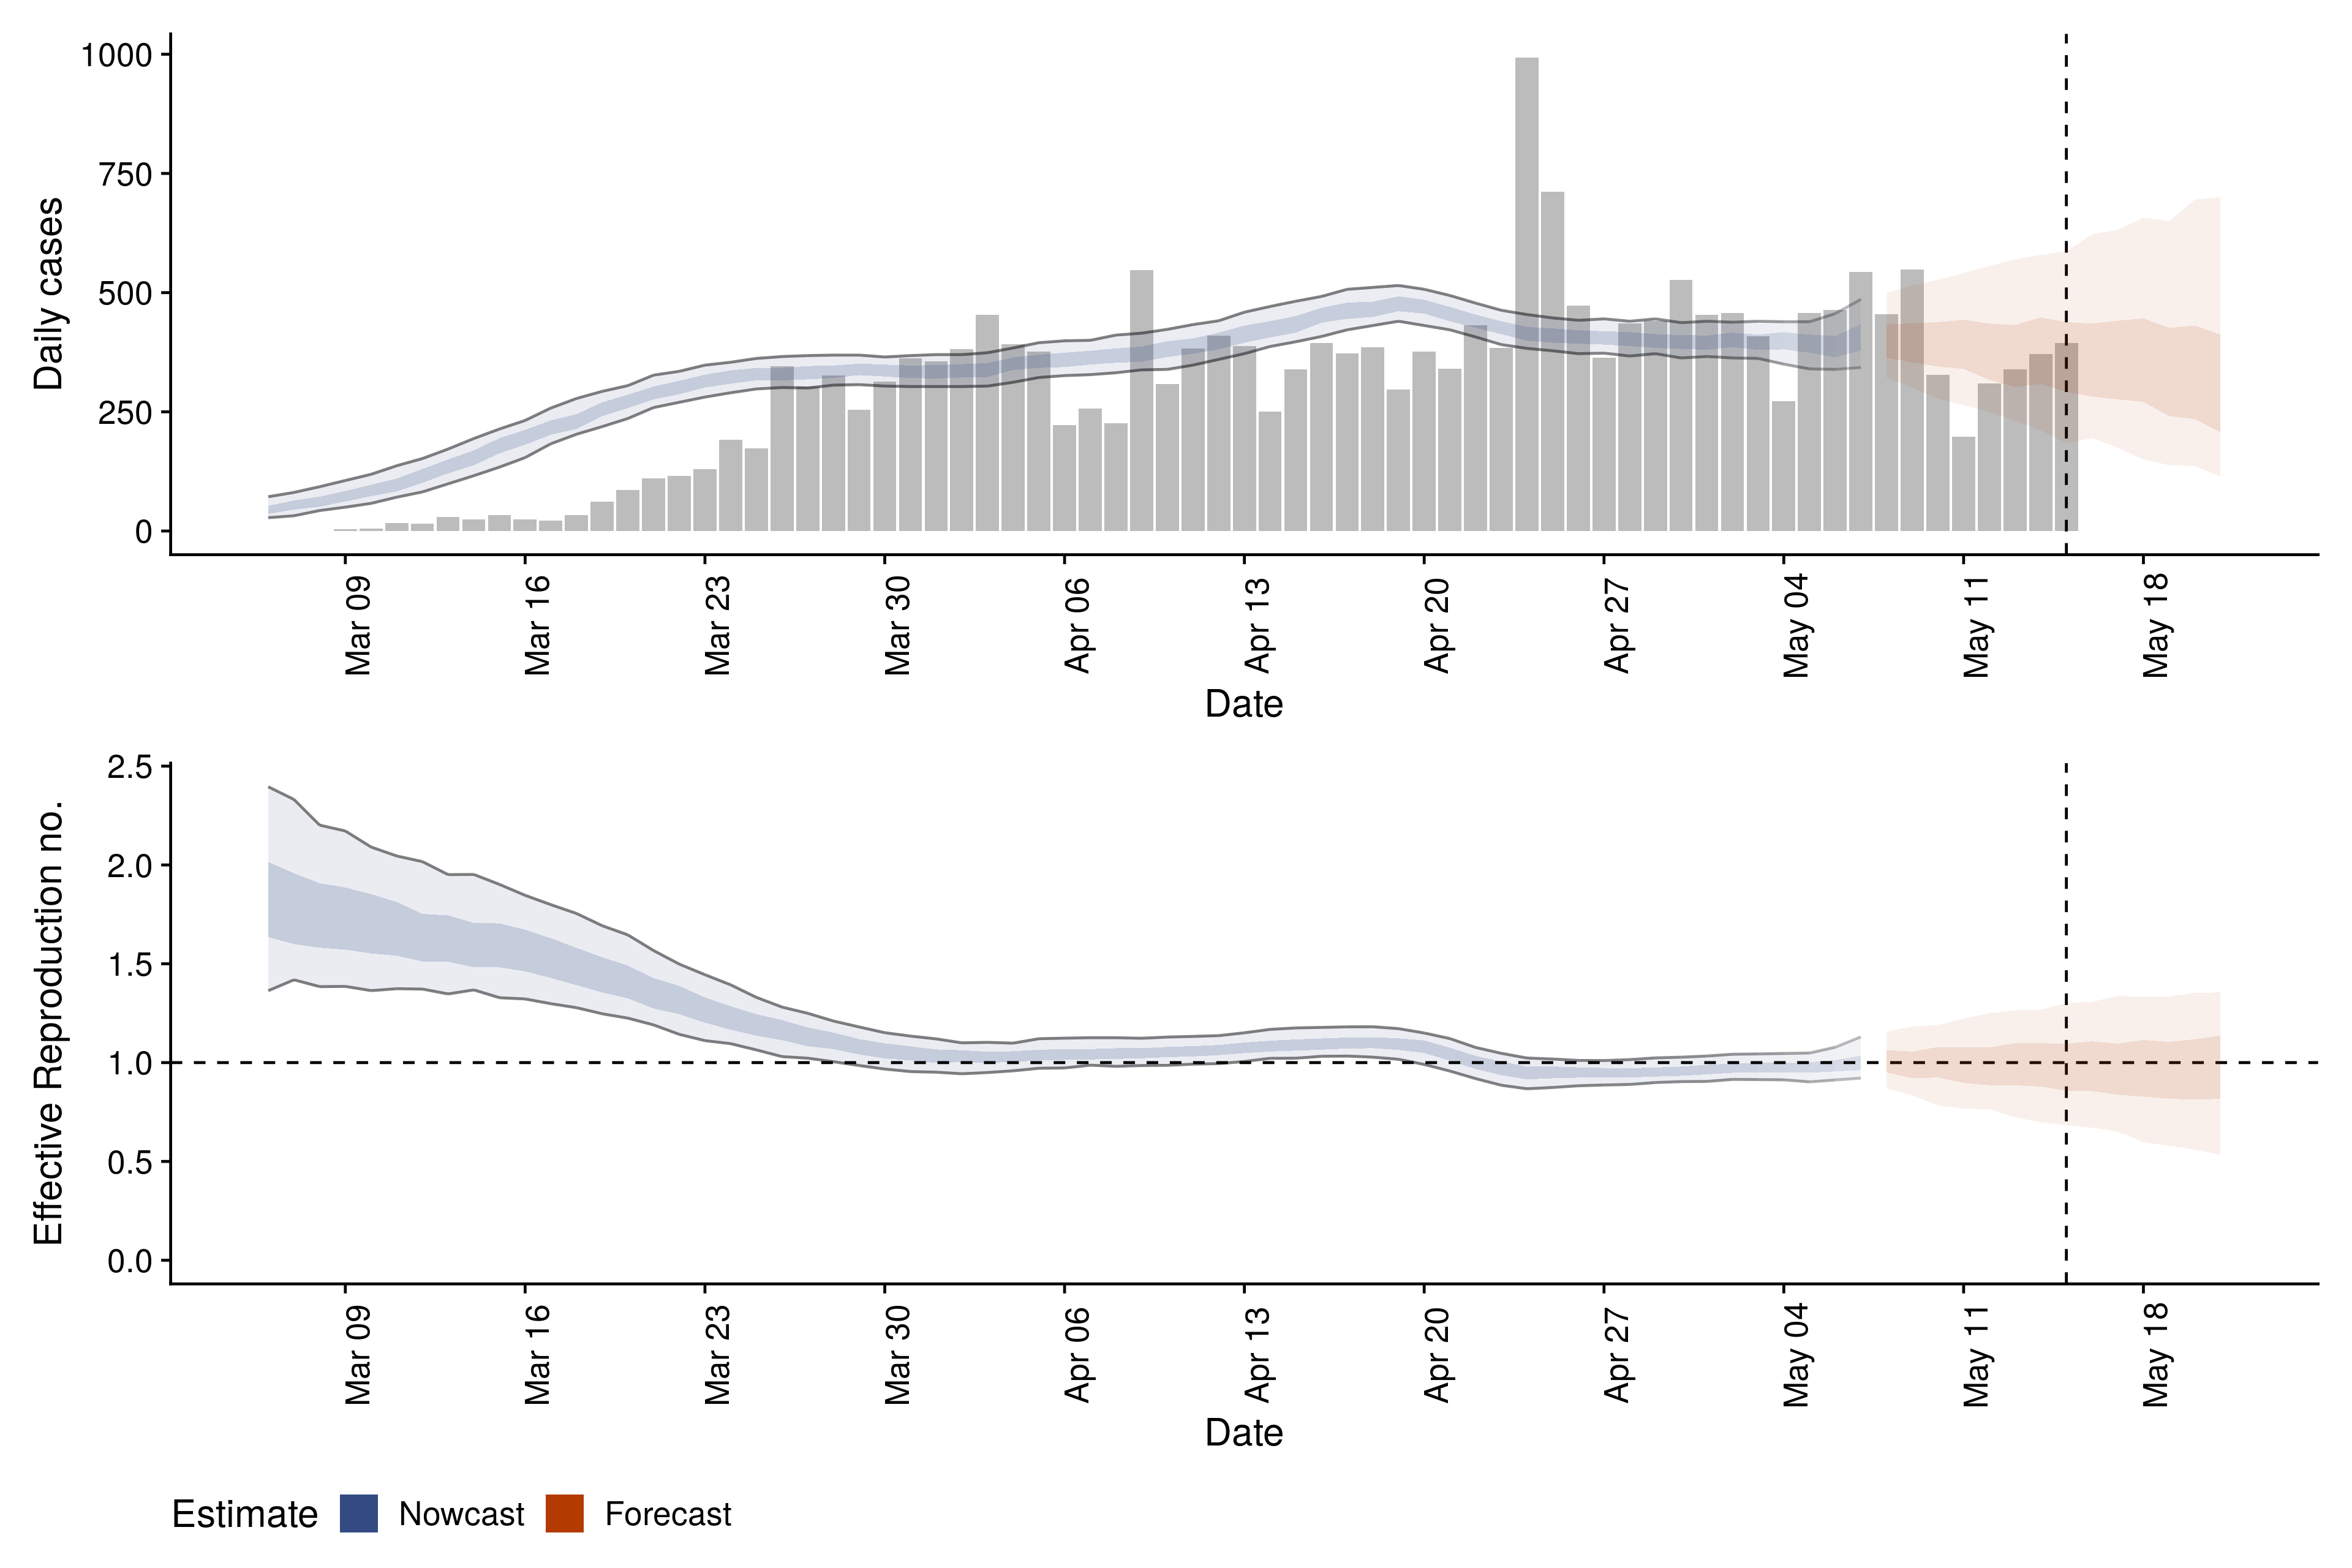 1000
750
500
250
0
Daily cases
Mar 09 Mar 16 Mar 23 Mar 30 Apr 06 Apr 13 Apr 20 Apr 27 May 04 May 11 May 18
Date
2.5
2.0
1.5
1.0
0.5
0.0
Effective Reproduction no.
Mar 09 Mar 16 Mar 23 Mar 30 Apr 06 Apr 13 Apr 20 Apr 27 May 04 May 11 May 18
Date
Estimate Nowcast Forecast